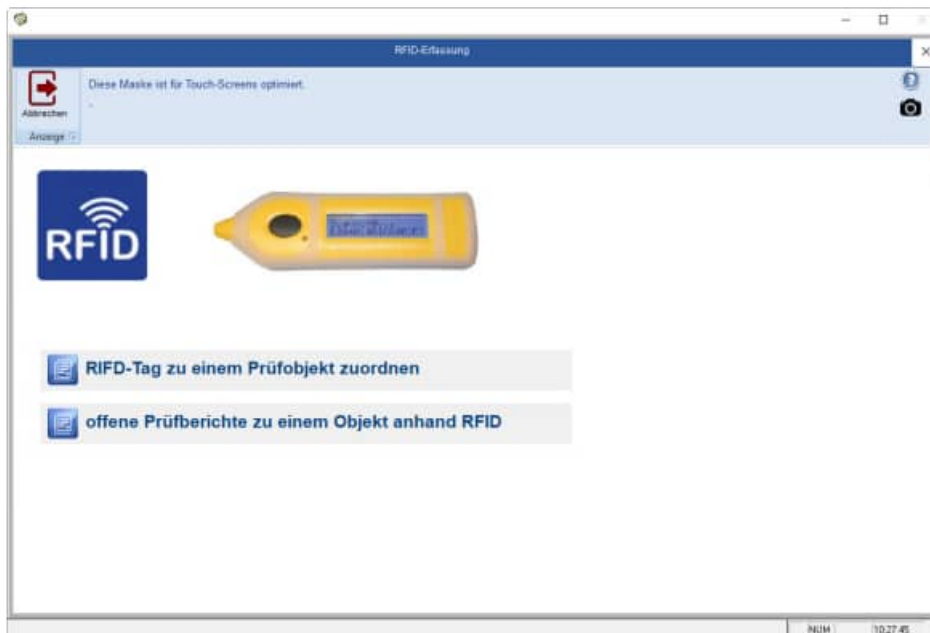 RFID-Erfassung
Diese Maske ist für Touch-Screens optimiert.
Abbrechen
Anzeige
RFID
RIFD-Tag zu einem Prüfobjekt zuordnen
offene Prüfberichte zu einem Objekt anhand RFID
NUM
10:27:45